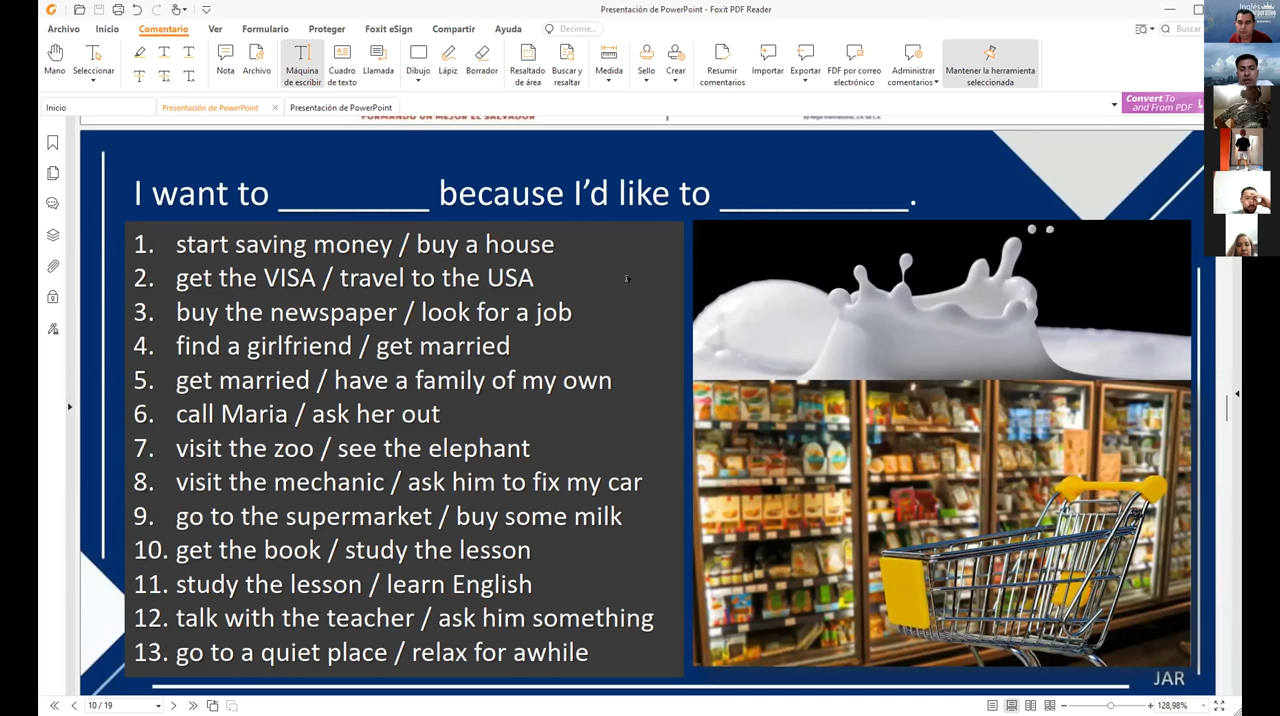 Presentación de PowerPoint - Foxit PDF Reader
Archivo Inicio Comentario Ver Formulario Proteger Foxit eSign Compartir Ayuda Decirme... Buscar
Mano Seleccionar Nota Archivo Máquina de escribir Cuadro de texto Llamada Dibujo Lápiz Borrador Resaltado de área Buscar y resaltar Medida Sello Crear Resumir comentarios Importar Exportar FDF por correo electrónico Administrar comentarios Mantener la herramienta seleccionada
Inicio Presentación de PowerPoint Presentación de PowerPoint
Convert To
and From PDF
FORMANDO UN MEJOR EL SALVADOR
I want to ________ because I'd like to __________.
1. start saving money / buy a house
2. get the VISA / travel to the USA
3. buy the newspaper / look for a job
4. find a girlfriend / get married
5. get married / have a family of my own
6. call Maria / ask her out
7. visit the zoo / see the elephant
8. visit the mechanic / ask him to fix my car
9. go to the supermarket / buy some milk
10. get the book / study the lesson
11. study the lesson / learn English
12. talk with the teacher / ask him something
13. go to a quiet place / relax for awhile
JAR
10 / 19
128,98%